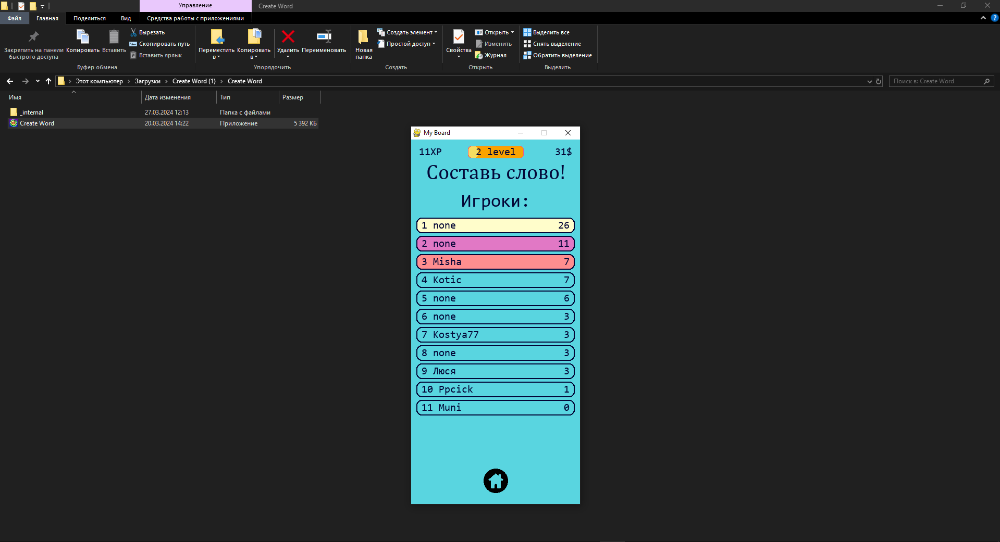 Управление
Create Word
Файл
Главная
Поделиться
Вид
Средства работы с приложениями
Закрепить на панели
быстрого доступа
Копировать
Вставить
Вырезать
Скопировать путь
Вставить ярлык
Буфер обмена
Переместить
в
Копировать
в
Удалить
Переименовать
Упорядочить
Новая
папка
Создать элемент
Простой доступ
Создать
Свойства
Открыть
Изменить
Журнал
Открыть
Выделить все
Снять выделение
Обратить выделение
Выделить
Этот компьютер
Загрузки
Create Word (1)
Create Word
Поиск в: Create Word
Имя
Дата изменения
Тип
Размер
_internal
27.03.2024 12:13
Папка с файлами
Create Word
20.03.2024 14:22
Приложение
5 392 КБ
My Board
11XP
2 level
31$
Составь слово!
Игроки:
1 none 26
2 none 11
3 Misha 7
4 Kotic 7
5 none 6
6 none 3
7 Kostya77 3
8 none 3
9 Люся 3
10 Ppcick 1
11 Muni 0